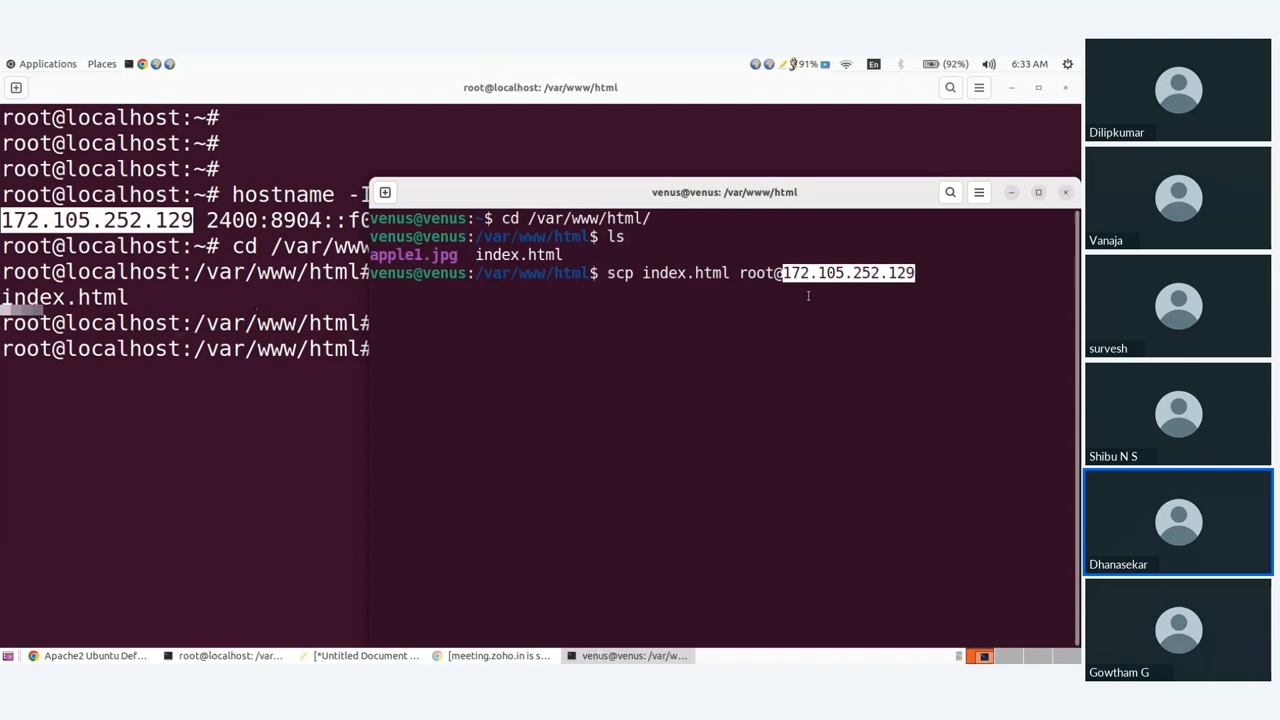 Applications Places 91% En (92%) 6:33 AM
root@localhost: /var/www/html
root@localhost:~#
root@localhost:~#
root@localhost:~#
root@localhost:~# hostname -I
172.105.252.129 2400:8904::f0
root@localhost:~# cd /var/www
root@localhost:/var/www/html#
index.html
root@localhost:/var/www/html#
root@localhost:/var/www/html#
venus@venus: /var/www/html
venus@venus:~$ cd /var/www/html/
venus@venus:/var/www/html$ ls
apple1.jpg index.html
venus@venus:/var/www/html$ scp index.html root@172.105.252.129
Apache2 Ubuntu Def... root@localhost: /var... [*Untitled Document ... [meeting.zoho.in is s... venus@venus: /var/w...
Dilipkumar
Vanaja
survesh
Shibu N S
Dhanasekar
Gowtham G